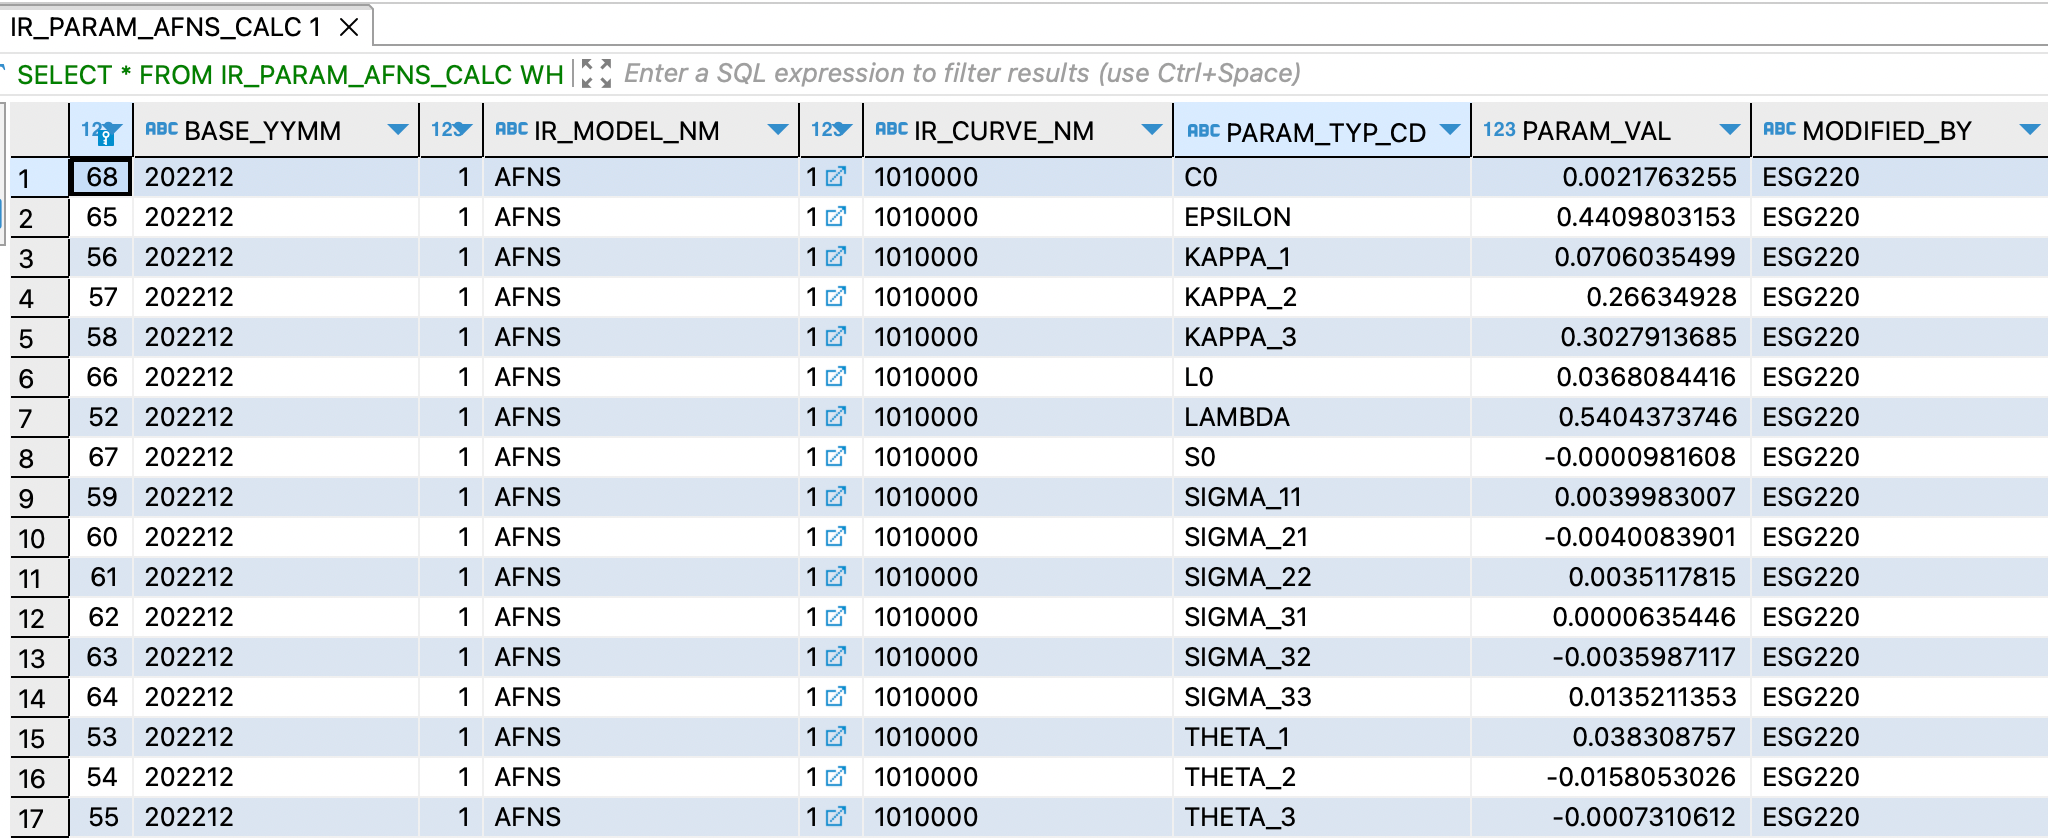 IR_PARAM_AFNS_CALC 1
SELECT * FROM IR_PARAM_AFNS_CALC WH Enter a SQL expression to filter results (use Ctrl+Space)
123 ABC BASE_YYMM 123 ABC IR_MODEL_NM 123 ABC IR_CURVE_NM ABC PARAM_TYP_CD 123 PARAM_VAL ABC MODIFIED_BY
1 68 202212 1 AFNS 1 1010000 C0 0.0021763255 ESG220
2 65 202212 1 AFNS 1 1010000 EPSILON 0.4409803153 ESG220
3 56 202212 1 AFNS 1 1010000 KAPPA_1 0.0706035499 ESG220
4 57 202212 1 AFNS 1 1010000 KAPPA_2 0.26634928 ESG220
5 58 202212 1 AFNS 1 1010000 KAPPA_3 0.3027913685 ESG220
6 66 202212 1 AFNS 1 1010000 L0 0.0368084416 ESG220
7 52 202212 1 AFNS 1 1010000 LAMBDA 0.5404373746 ESG220
8 67 202212 1 AFNS 1 1010000 S0 -0.0000981608 ESG220
9 59 202212 1 AFNS 1 1010000 SIGMA_11 0.0039983007 ESG220
10 60 202212 1 AFNS 1 1010000 SIGMA_21 -0.0040083901 ESG220
11 61 202212 1 AFNS 1 1010000 SIGMA_22 0.0035117815 ESG220
12 62 202212 1 AFNS 1 1010000 SIGMA_31 0.0000635446 ESG220
13 63 202212 1 AFNS 1 1010000 SIGMA_32 -0.0035987117 ESG220
14 64 202212 1 AFNS 1 1010000 SIGMA_33 0.0135211353 ESG220
15 53 202212 1 AFNS 1 1010000 THETA_1 0.038308757 ESG220
16 54 202212 1 AFNS 1 1010000 THETA_2 -0.0158053026 ESG220
17 55 202212 1 AFNS 1 1010000 THETA_3 -0.0007310612 ESG220